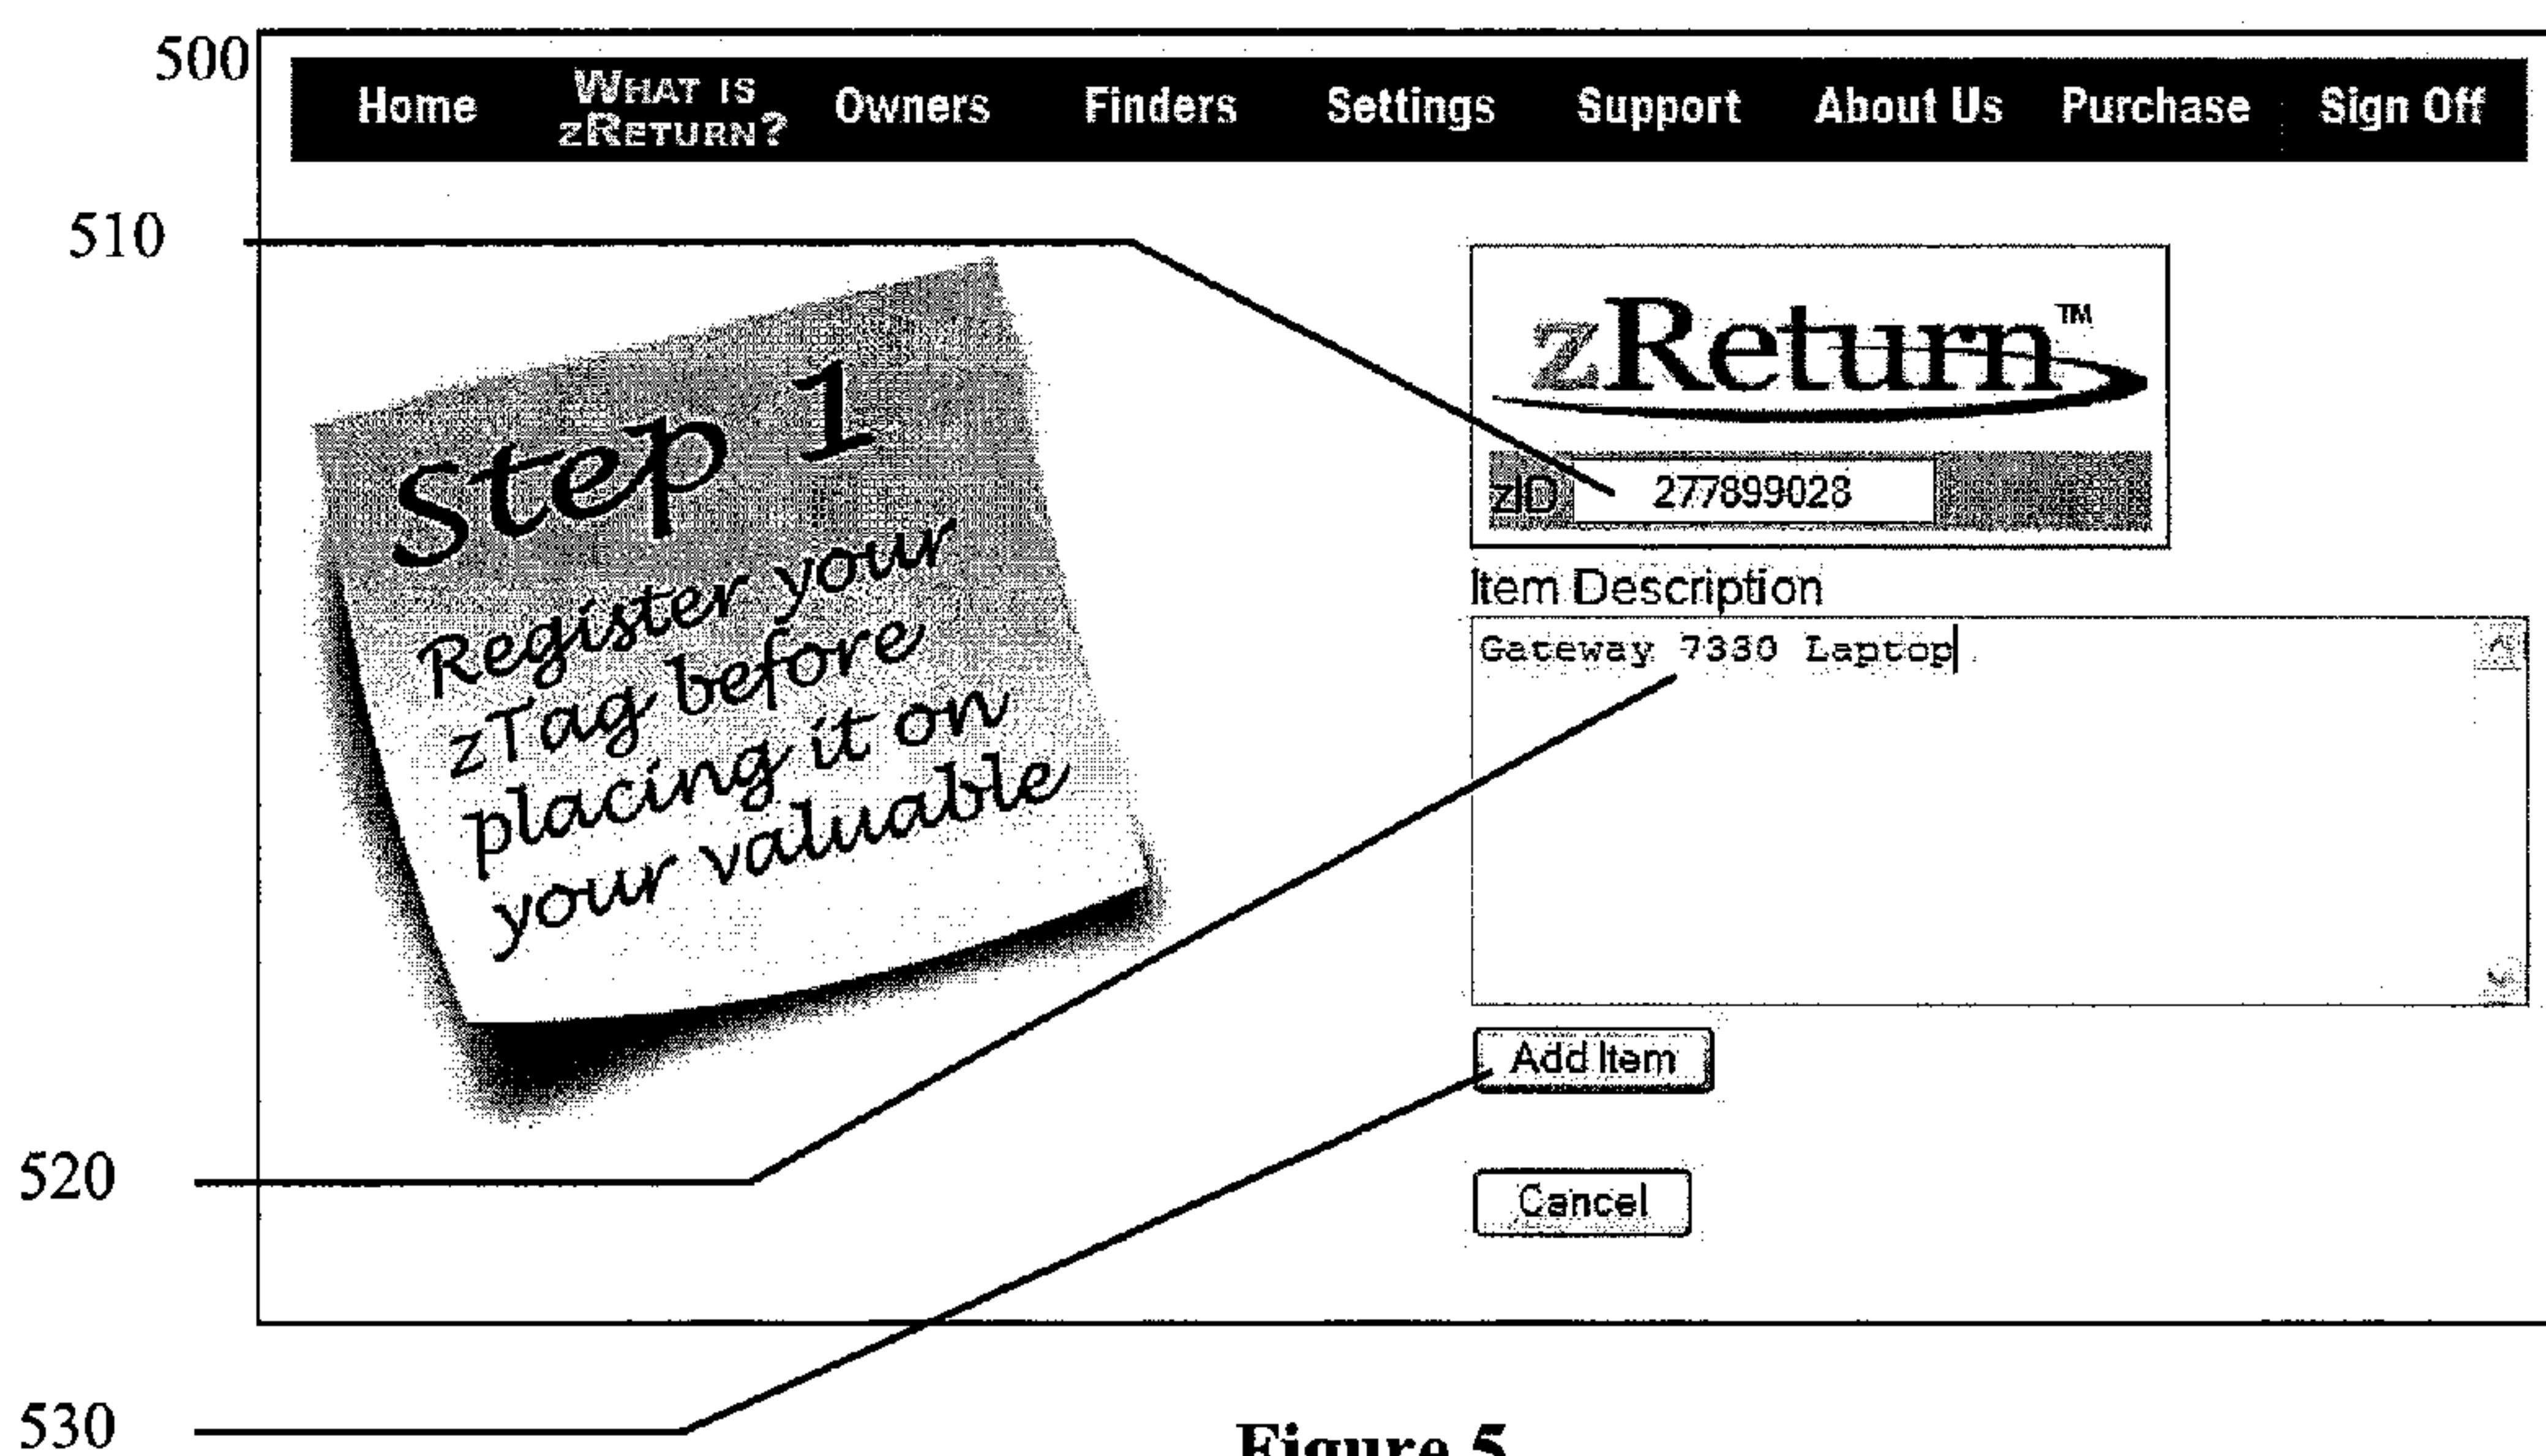 500
Home WHAT IS ZRETURN? Owners Finders Settings Support About Us Purchase Sign Off
510
Step 1
Register your
zTag before
placing it on
your valuable
zReturn™
zID 277899028
Item Description
Gateway 7330 Laptop
Add Item
520
Cancel
530
Figure 5